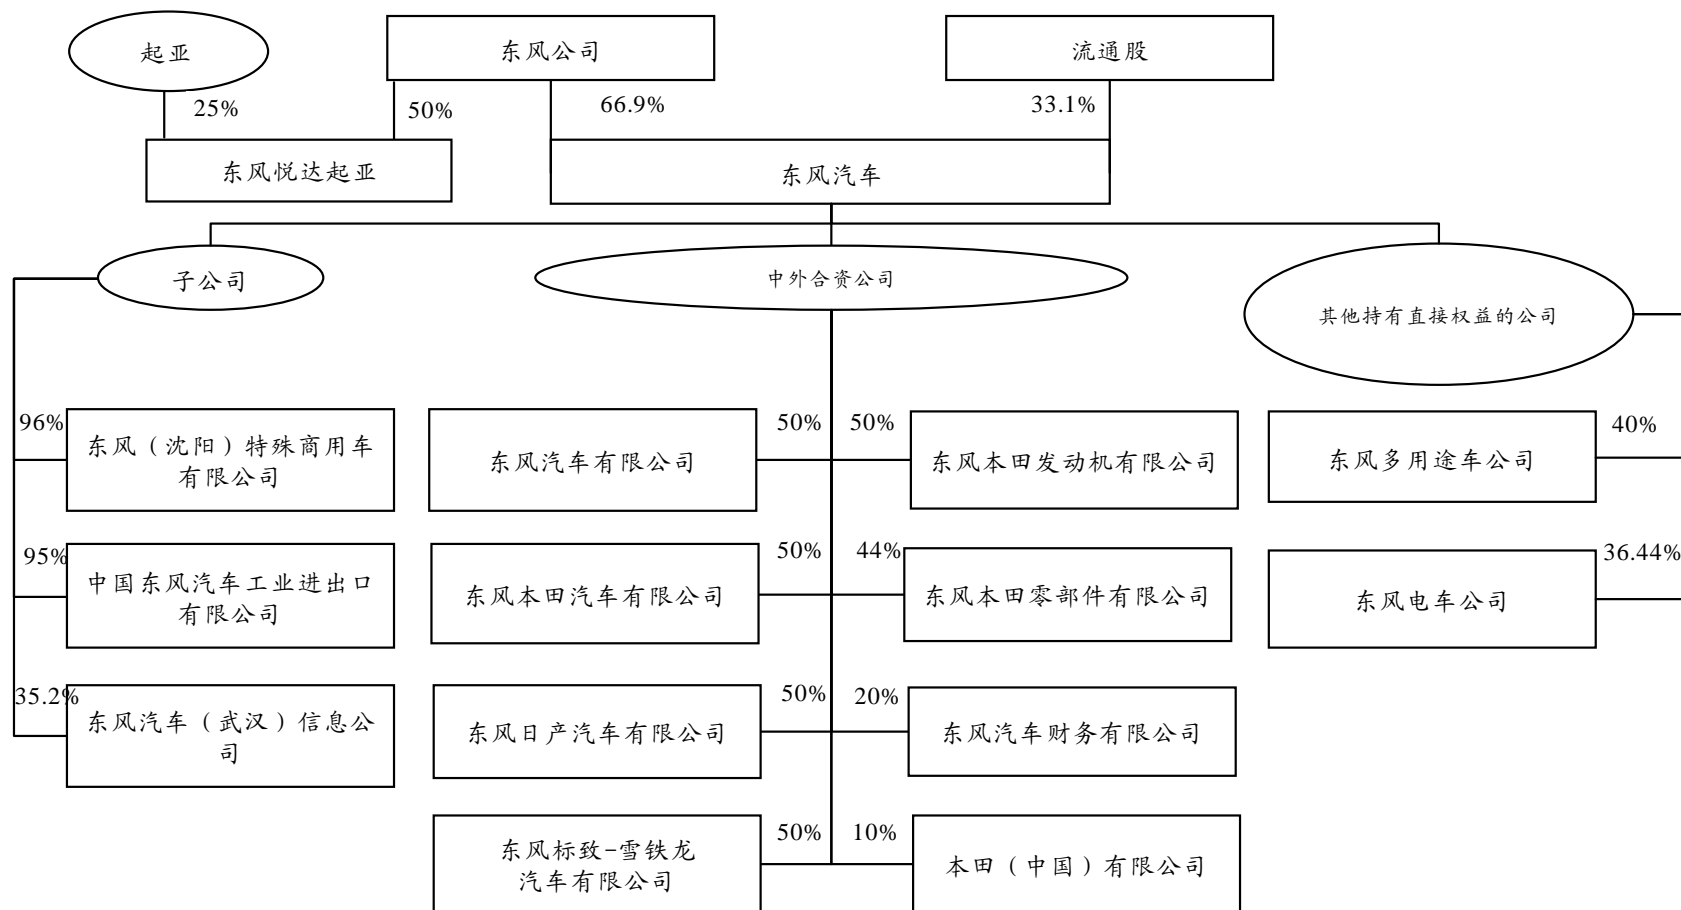 起亚
东风公司
流通股
25%
50%
66.9%
33.1%
东风悦达起亚
东风汽车
子公司
中外合资公司
其他持有直接权益的公司
96%
东风（沈阳）特殊商用车
有限公司
50%
东风汽车有限公司
50%
东风本田发动机有限公司
40%
东风多用途车公司
95%
中国东风汽车工业进出口
有限公司
50%
东风本田汽车有限公司
44%
东风本田零部件有限公司
36.44%
东风电车公司
35.2%
东风汽车（武汉）信息公
司
50%
东风日产汽车有限公司
20%
东风汽车财务有限公司
50%
东风标致-雪铁龙
汽车有限公司
10%
本田（中国）有限公司